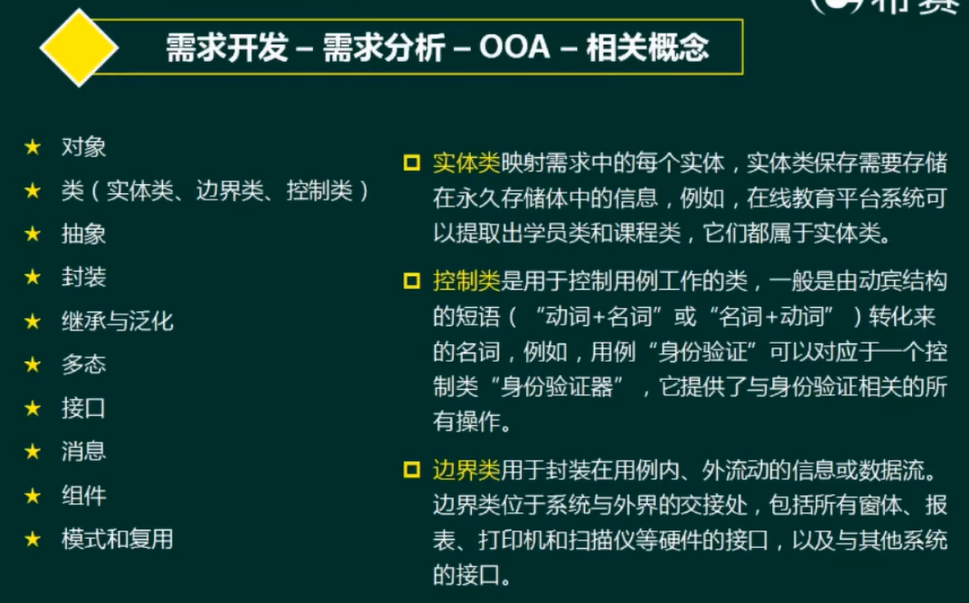 希赛
需求开发 – 需求分析 – OOA – 相关概念
对象
类（实体类、边界类、控制类）
抽象
封装
继承与泛化
多态
接口
消息
组件
模式和复用
实体类映射需求中的每个实体，实体类保存需要存储
在永久存储体中的信息，例如，在线教育平台系统可
以提取出学员类和课程类，它们都属于实体类。
控制类是用于控制用例工作的类，一般是由动宾结构
的短语（“动词+名词”或“名词+动词”）转化来
的名词，例如，用例“身份验证”可以对应于一个控
制类“身份验证器”，它提供了与身份验证相关的所
有操作。
边界类用于封装在用例内、外流动的信息或数据流。
边界类位于系统与外界的交接处，包括所有窗体、报
表、打印机和扫描仪等硬件的接口，以及与其他系统
的接口。